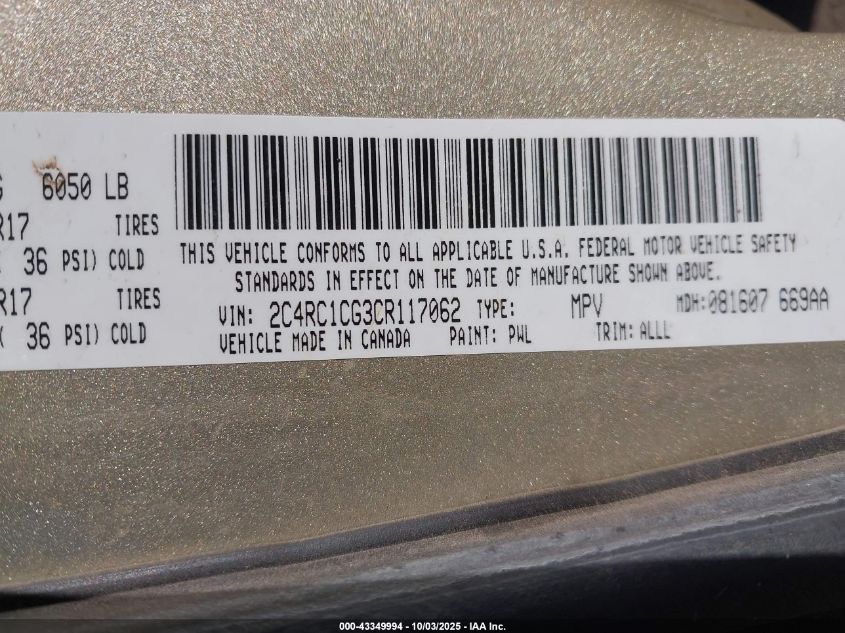 6050 LB
R17 TIRES
36 PSI) COLD
R17 TIRES
36 PSI) COLD
THIS VEHICLE CONFORMS TO ALL APPLICABLE U.S.A. FEDERAL MOTOR VEHICLE SAFETY
STANDARDS IN EFFECT ON THE DATE OF MANUFACTURE SHOWN ABOVE.
VIN: 2C4RC1CG3CR117062 TYPE: MPV MDH:081607 669AA
VEHICLE MADE IN CANADA PAINT: PWL TRIM: ALLL
000-43349994 - 10/03/2025 - IAA Inc.